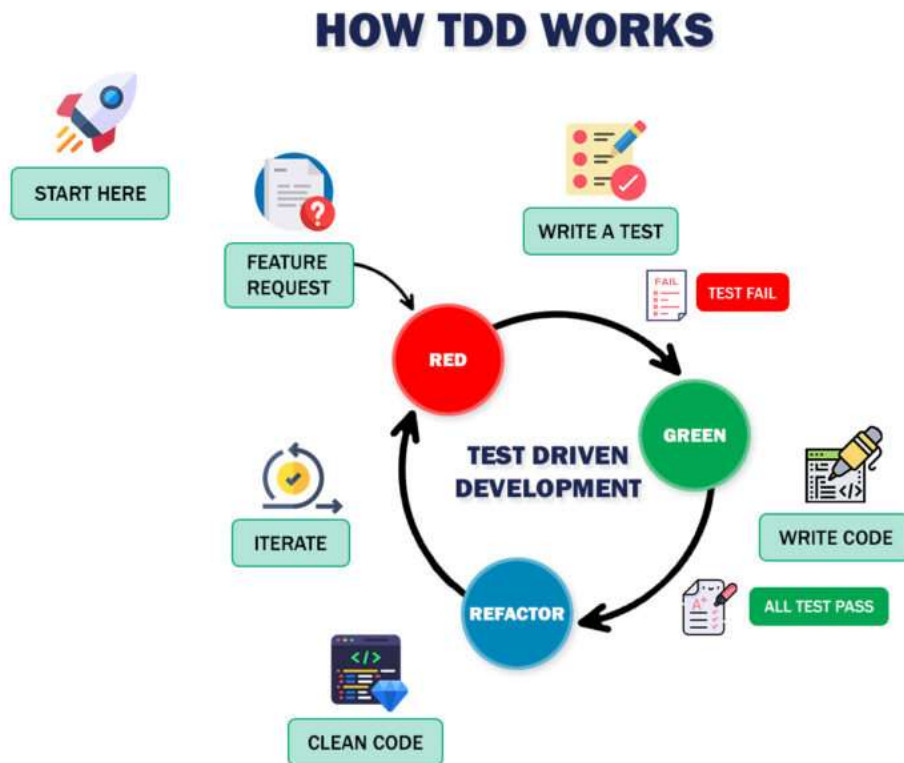 HOW TDD WORKS
START HERE
FEATURE
REQUEST
WRITE A TEST
FAIL
TEST FAIL
RED
GREEN
TEST DRIVEN
DEVELOPMENT
</>
WRITE CODE
ITERATE
A+
ALL TEST PASS
REFACTOR
</>
CLEAN CODE